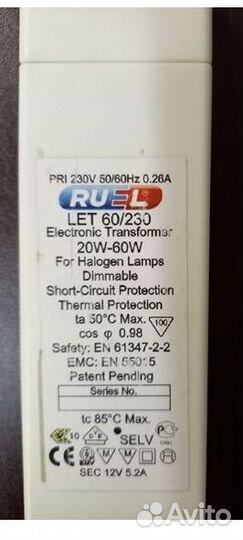 PRI 230V 50/60Hz 0.26A
RUEL
LET 60/230
Electronic Transformer
20W-60W
For Halogen Lamps
Dimmable
Short-Circuit Protection
Thermal Protection
ta 50°C Max. 100
cos φ 0.98
Safety: EN 61347-2-2
EMC: EN 55015
Patent Pending
Series No.
tc 85°C Max.
10 SELV
M M
SEC 12V 5.2A
Avito